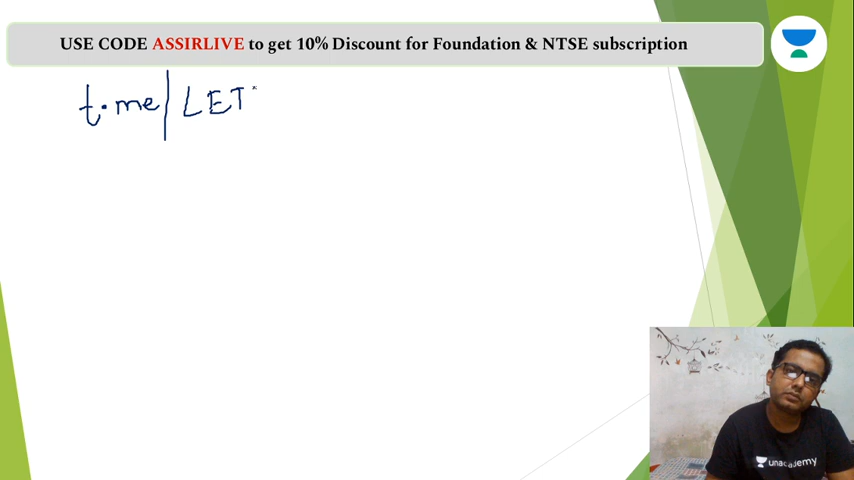 USE CODE ASSIRLIVE to get 10% Discount for Foundation & NTSE subscription
t.me/LET
unacademy